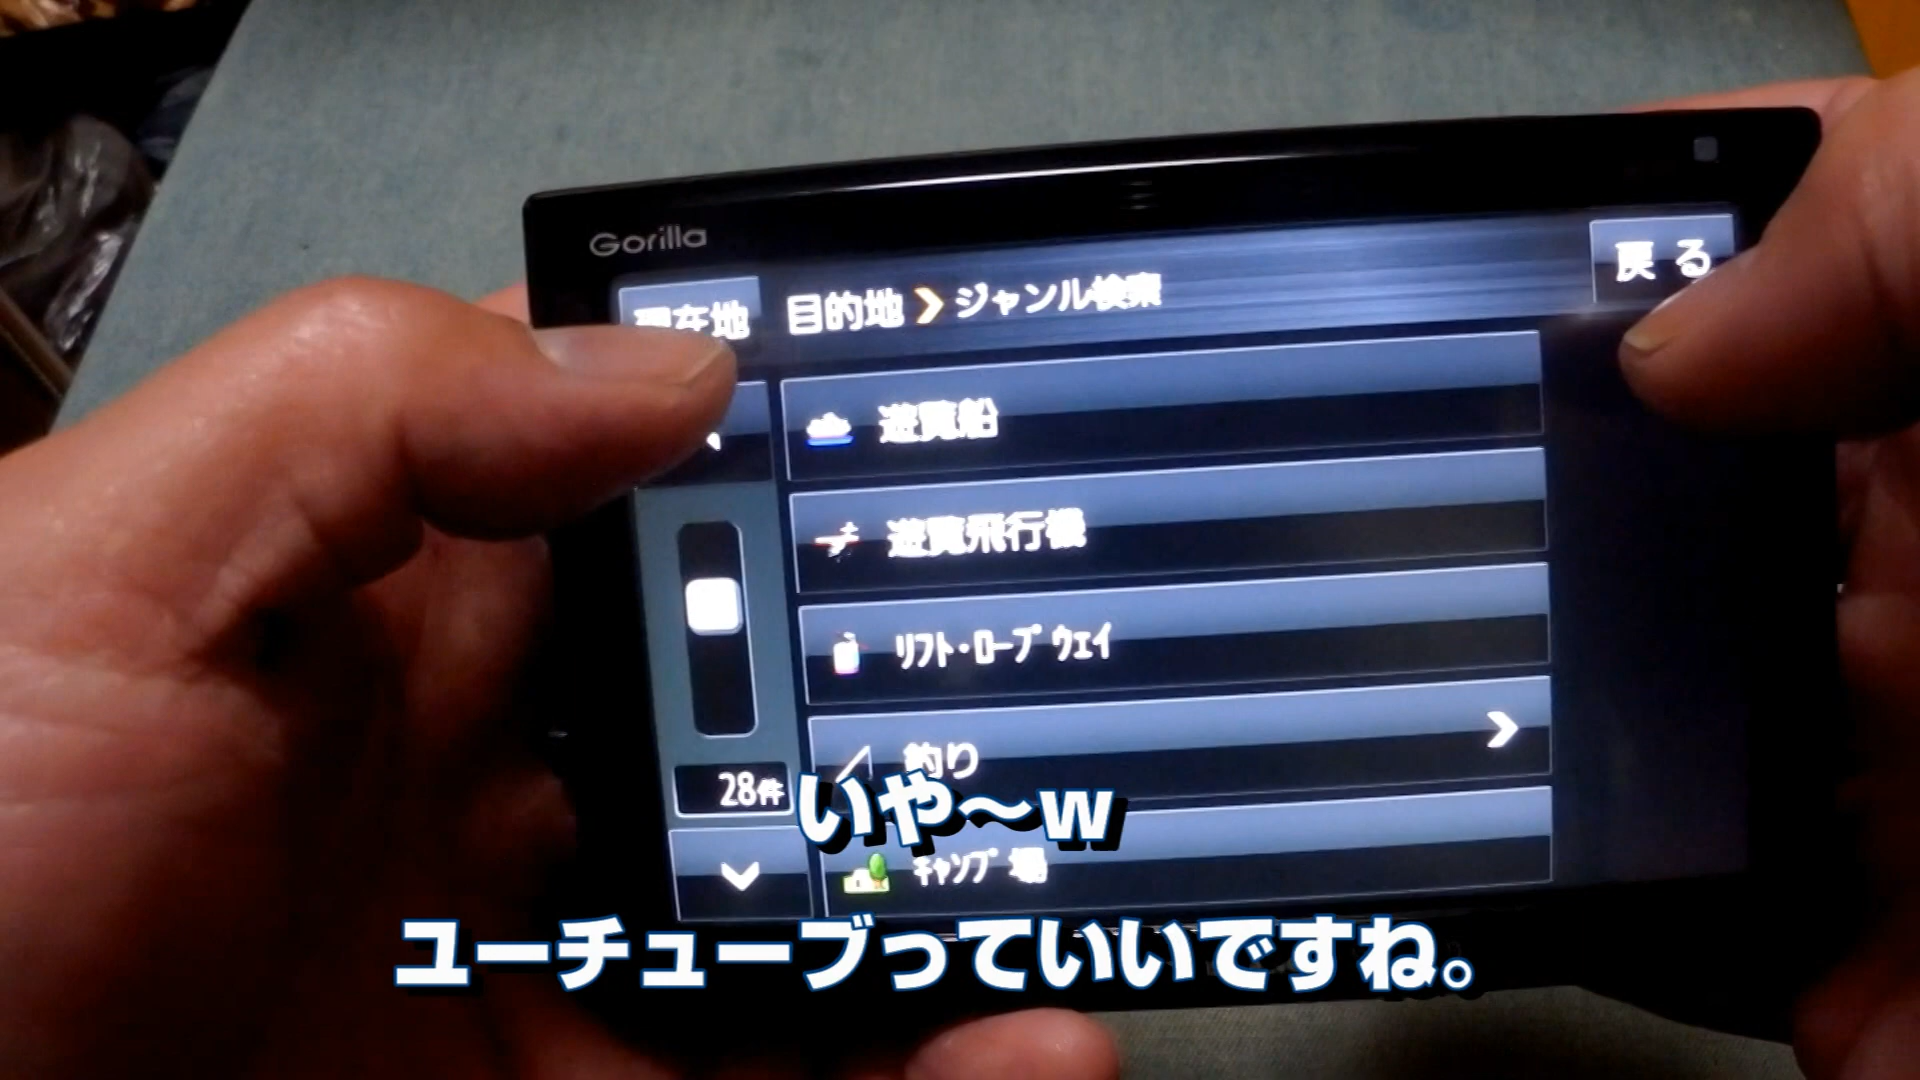 Gorilla
戻る
現在地
目的地 > ジャンル検索
遊覧船
遊覧飛行機
ﾘﾌﾄ・ﾛｰﾌﾟｳｪｲ
釣り
28件
ｷｬﾝﾌﾟ場
いや〜w
ユーチューブっていいですね。